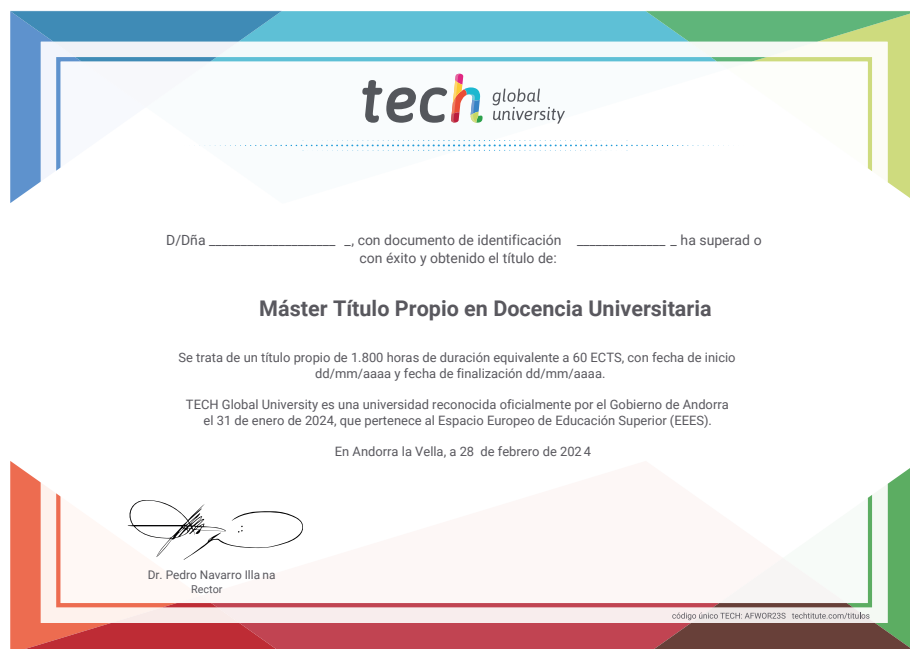 tech global
university
D/Dña ____________________ _, con documento de identificación ______________ _ ha superad o
con éxito y obtenido el título de:
Máster Título Propio en Docencia Universitaria
Se trata de un título propio de 1.800 horas de duración equivalente a 60 ECTS, con fecha de inicio
dd/mm/aaaa y fecha de finalización dd/mm/aaaa.
TECH Global University es una universidad reconocida oficialmente por el Gobierno de Andorra
el 31 de enero de 2024, que pertenece al Espacio Europeo de Educación Superior (EEES).
En Andorra la Vella, a 28 de febrero de 202 4
Dr. Pedro Navarro Illa na
Rector
código único TECH: AFWOR23S techtitute.com/titulos